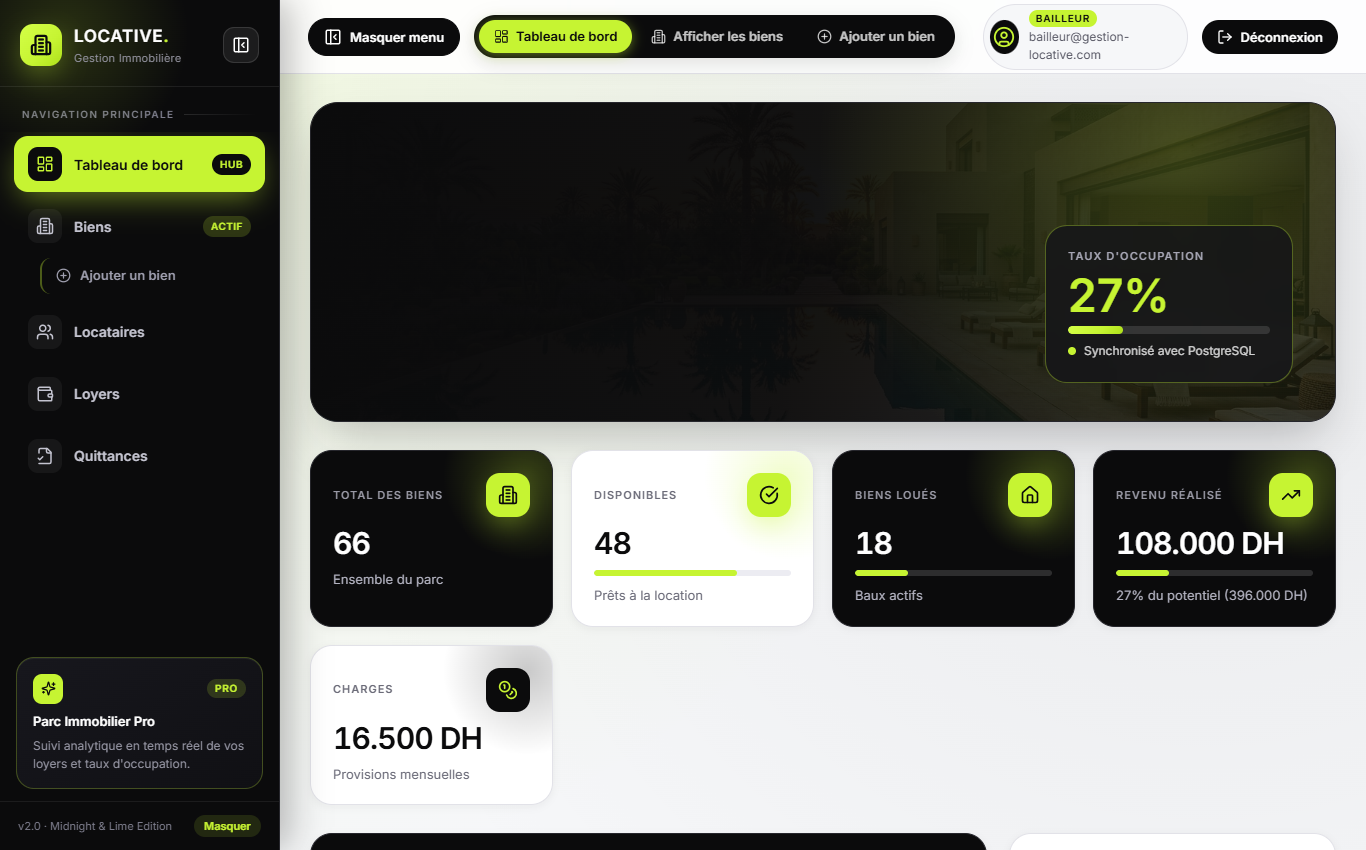 LOCATIVE.
Gestion Immobilière
NAVIGATION PRINCIPALE
Tableau de bord
HUB
Biens
ACTIF
Ajouter un bien
Locataires
Loyers
Quittances
PRO
Parc Immobilier Pro
Suivi analytique en temps réel de vos
loyers et taux d'occupation.
v2.0 · Midnight & Lime Edition
Masquer
Masquer menu
Tableau de bord
Afficher les biens
Ajouter un bien
BAILLEUR
bailleur@gestion-
locative.com
Déconnexion
TAUX D'OCCUPATION
27%
Synchronisé avec PostgreSQL
TOTAL DES BIENS
66
Ensemble du parc
DISPONIBLES
48
Prêts à la location
BIENS LOUÉS
18
Baux actifs
REVENU RÉALISÉ
108.000 DH
27% du potentiel (396.000 DH)
CHARGES
16.500 DH
Provisions mensuelles